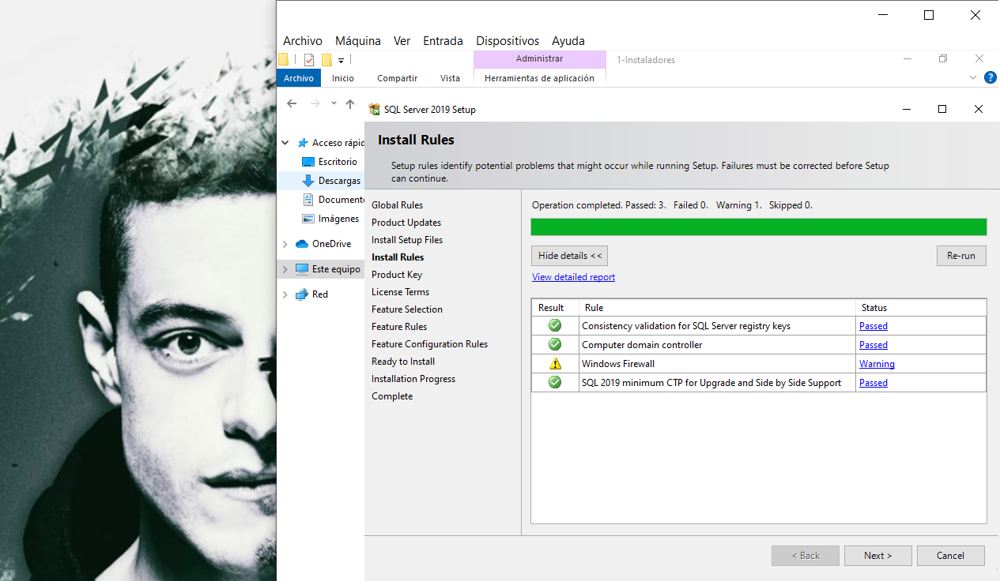 Archivo Máquina Ver Entrada Dispositivos Ayuda
Administrar 1-Instaladores
Archivo Inicio Compartir Vista Herramientas de aplicación
SQL Server 2019 Setup
Install Rules
Setup rules identify potential problems that might occur while running Setup. Failures must be corrected before Setup
can continue.
Acceso rápid
Escritorio
Descargas
Documento
Imágenes
OneDrive
Este equipo
Red
Global Rules
Product Updates
Install Setup Files
Install Rules
Product Key
License Terms
Feature Selection
Feature Rules
Feature Configuration Rules
Ready to Install
Installation Progress
Complete
Operation completed. Passed: 3. Failed 0. Warning 1. Skipped 0.
Hide details << Re-run
View detailed report
Result Rule Status
Consistency validation for SQL Server registry keys Passed
Computer domain controller Passed
Windows Firewall Warning
SQL 2019 minimum CTP for Upgrade and Side by Side Support Passed
< Back Next > Cancel